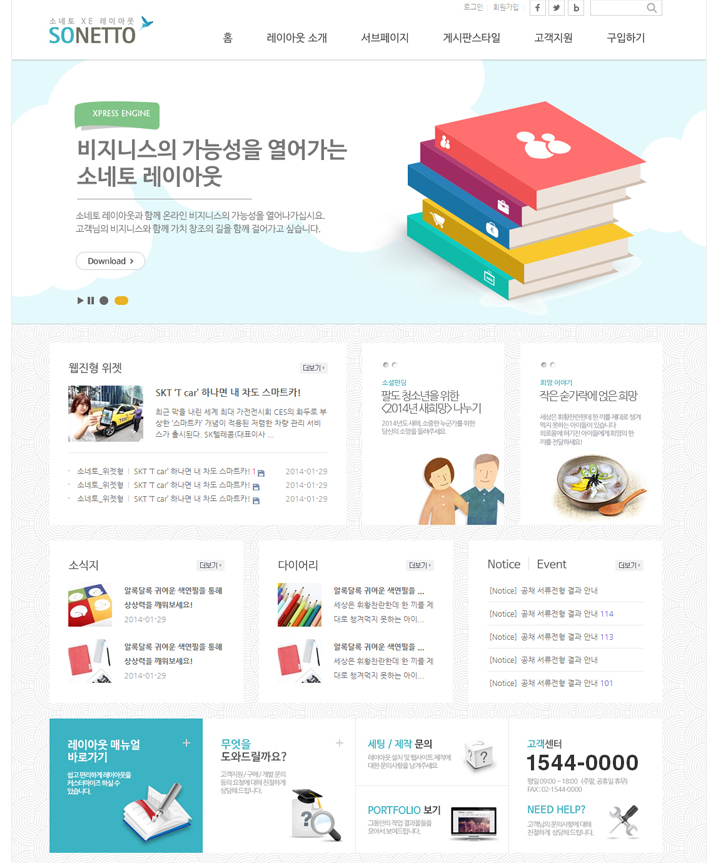 로그인 회원가입
소네토 XE 레이아웃
SONETTO
홈 레이아웃 소개 서브페이지 게시판스타일 고객지원 구입하기
XPRESS ENGINE
비지니스의 가능성을 열어가는
소네토 레이아웃
소네토 레이아웃과 함께 온라인 비지니스의 가능성을 열어나가십시요.
고객님의 비지니스와 함께 가치 창조의 길을 함께 걸어가고 싶습니다.
Download
웹진형 위젯 더보기
SKT 'T car' 하나면 내 차도 스마트카!
최근 막을 내린 세계 최대 가전전시회 CES의 화두로 부
상한 '스마트카' 개념이 적용된 저렴한 차량 관리 서비
스가 출시된다. SK텔레콤(대표이사 ...
소네토_위젯형 | SKT 'T car' 하나면 내 차도 스마트카! 1 2014-01-29
소네토_위젯형 | SKT 'T car' 하나면 내 차도 스마트카! 2014-01-29
소네토_위젯형 | SKT 'T car' 하나면 내 차도 스마트카! 2014-01-29
소셜펀딩
팔도 청소년을 위한
<2014년 새희망> 나누기
2014년도 새해, 소중한 누군가를 위한
당신의 소망을 들려주세요
희망 이야기
작은 숟가락에 얹은 희망
세상은 휘황찬란한데 한 끼를 제대로 챙겨
먹지 못하는 아이들이 있습니다
외로움에 허기진 아이들에게 희망의 한
끼를 전달하세요!
소식지 더보기
알록달록 귀여운 색연필을 통해
상상력을 깨워보세요!
2014-01-29
알록달록 귀여운 색연필을 통해
상상력을 깨워보세요!
2014-01-29
다이어리 더보기
알록달록 귀여운 색연필을 ...
세상은 휘황찬란한데 한 끼를 제
대로 챙겨먹지 못하는 아이...
알록달록 귀여운 색연필을 ...
세상은 휘황찬란한데 한 끼를 제
대로 챙겨먹지 못하는 아이...
Notice | Event 더보기
[Notice] 공채 서류전형 결과 안내
[Notice] 공채 서류전형 결과 안내 114
[Notice] 공채 서류전형 결과 안내 113
[Notice] 공채 서류전형 결과 안내
[Notice] 공채 서류전형 결과 안내 101
레이아웃 매뉴얼
바로가기
쉽고 편리하게 레이아웃을
커스터마이즈 하실 수
있습니다.
무엇을
도와드릴까요?
고객지원 / 구매 / 개발 문의
등의 요청에 대해 친절하게
상담해 드립니다.
세팅 / 제작 문의
레이아웃 설치 및 웹사이트 제작에
대한 문의사항을 남겨주세요
PORTFOLIO 보기
그동안의 작업 결과물들을
모아서 보여드립니다.
고객센터
1544-0000
평일 09:00 ~ 18:00 (주말, 공휴일 휴무)
FAX : 02-1544-0000
NEED HELP?
고객님의 문의사항에 대해
친절하게 상담해 드립니다.